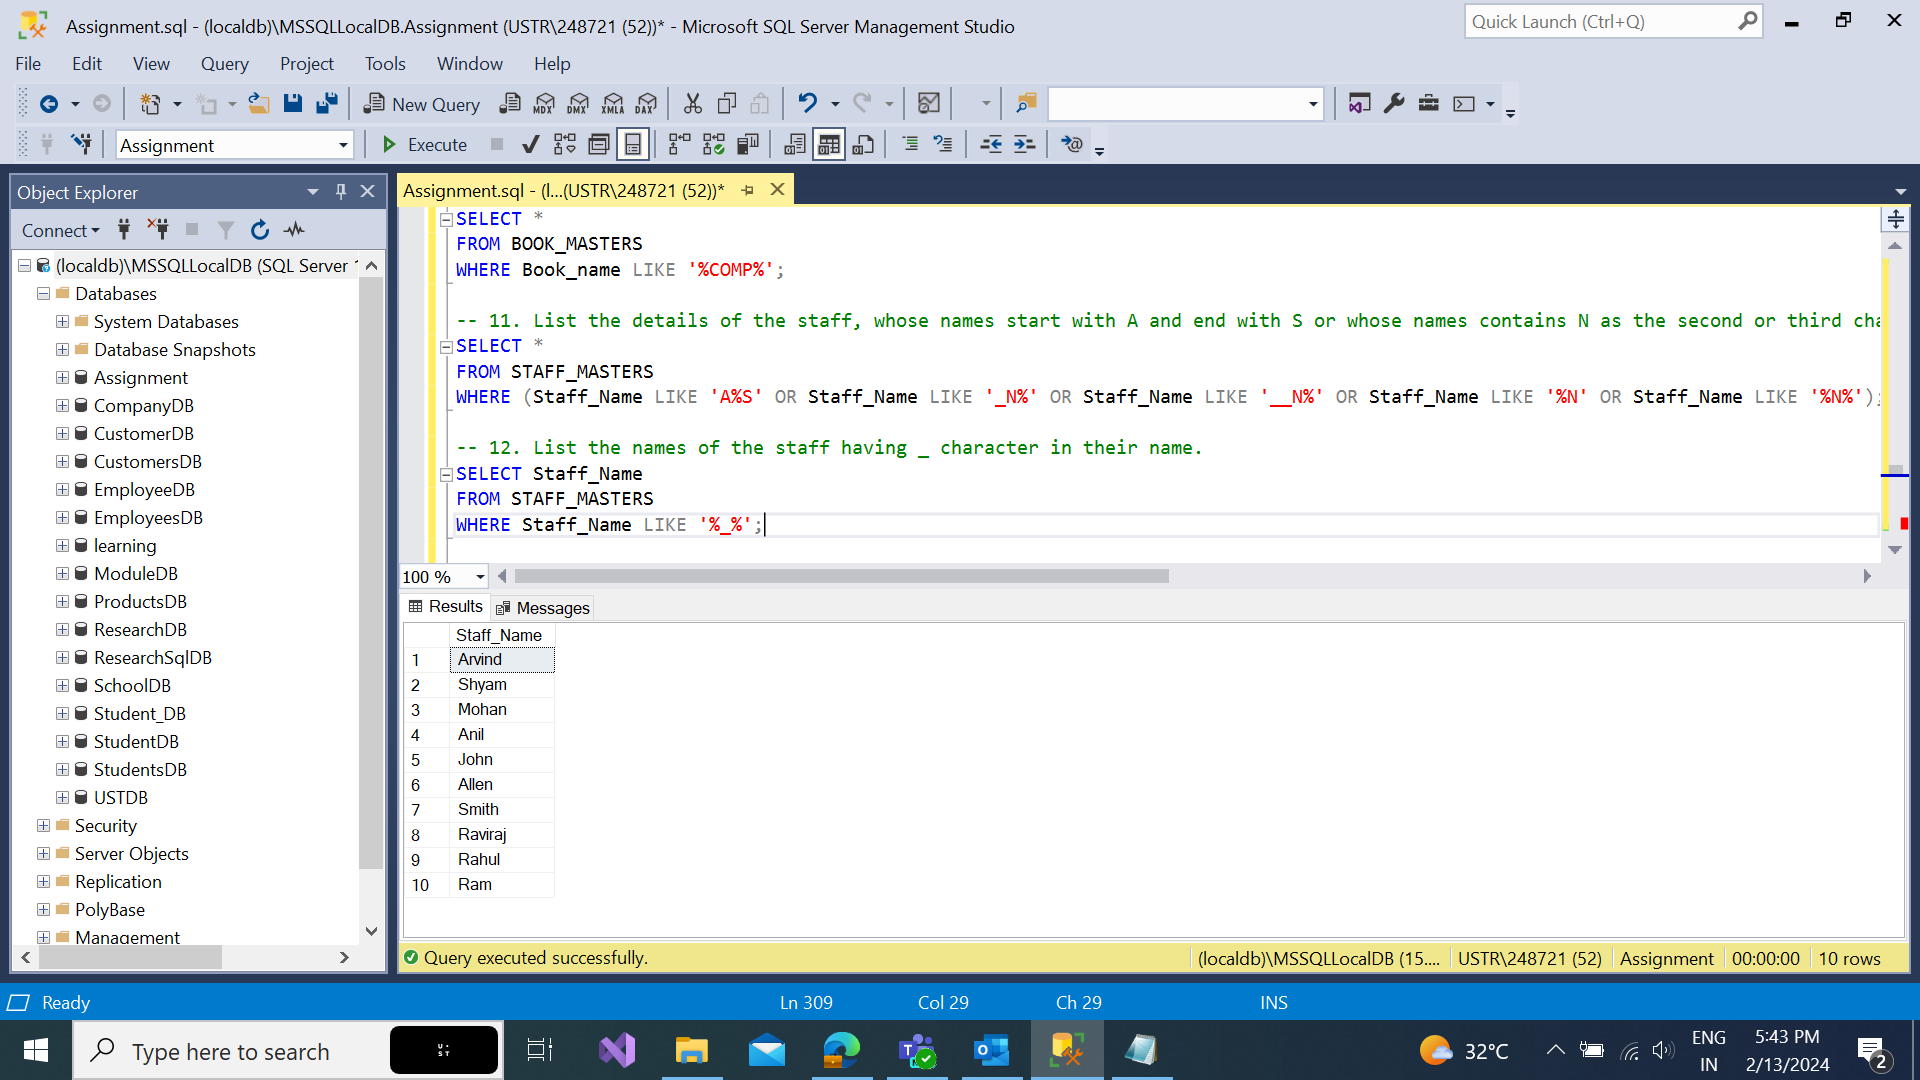 Assignment.sql - (localdb)\MSSQLLocalDB.Assignment (USTR\248721 (52))* - Microsoft SQL Server Management Studio
Quick Launch (Ctrl+Q)
File Edit View Query Project Tools Window Help
New Query MDX DMX XMLA DAX
Assignment Execute
Object Explorer
Connect
(localdb)\MSSQLLocalDB (SQL Server
Databases
System Databases
Database Snapshots
Assignment
CompanyDB
CustomerDB
CustomersDB
EmployeeDB
EmployeesDB
learning
ModuleDB
ProductsDB
ResearchDB
ResearchSqlDB
SchoolDB
Student_DB
StudentDB
StudentsDB
USTDB
Security
Server Objects
Replication
PolyBase
Management
Assignment.sql - (l...(USTR\248721 (52))*
SELECT *
FROM BOOK_MASTERS
WHERE Book_name LIKE '%COMP%';
-- 11. List the details of the staff, whose names start with A and end with S or whose names contains N as the second or third cha
SELECT *
FROM STAFF_MASTERS
WHERE (Staff_Name LIKE 'A%S' OR Staff_Name LIKE '_N%' OR Staff_Name LIKE '__N%' OR Staff_Name LIKE '%N' OR Staff_Name LIKE '%N%');
-- 12. List the names of the staff having _ character in their name.
SELECT Staff_Name
FROM STAFF_MASTERS
WHERE Staff_Name LIKE '%_%';
100 %
Results Messages
Staff_Name
1 Arvind
2 Shyam
3 Mohan
4 Anil
5 John
6 Allen
7 Smith
8 Raviraj
9 Rahul
10 Ram
Query executed successfully.
(localdb)\MSSQLLocalDB (15.... USTR\248721 (52) Assignment 00:00:00 10 rows
Ready Ln 309 Col 29 Ch 29 INS
Type here to search
32°C
ENG
IN
5:43 PM
2/13/2024
2